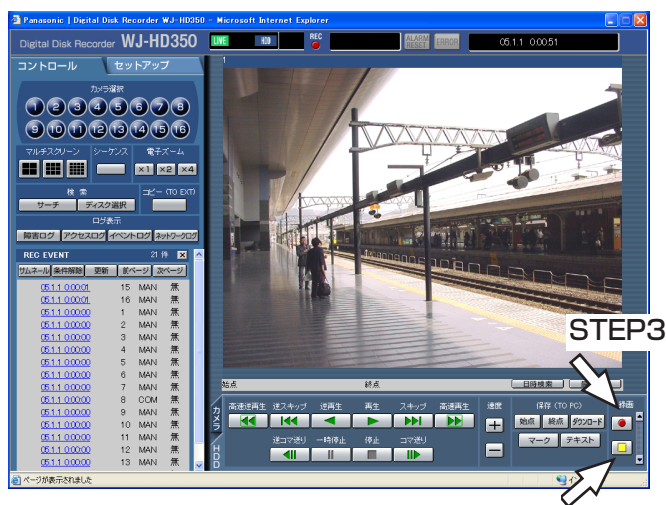 Panasonic | Digital Disk Recorder WJ-HD350 - Microsoft Internet Explorer
Digital Disk Recorder WJ-HD350
LIVE HDD REC ALARM RESET ERROR 05.1.1 0:00:51
コントロール セットアップ
1
カメラ選択
1 2 3 4 5 6 7 8
9 10 11 12 13 14 15 16
マルチスクリーン シーケンス 電子ズーム
×1 ×2 ×4
検 索 コピー (TO EXT)
サーチ ディスク選択
ログ表示
障害ログ アクセスログ イベントログ ネットワークログ
REC EVENT 21 件
サムネール 条件解除 更新 前ページ 次ページ
05.1.1 0:00:01 15 MAN 無
05.1.1 0:00:01 16 MAN 無
05.1.1 0:00:00 1 MAN 無
05.1.1 0:00:00 2 MAN 無
05.1.1 0:00:00 3 MAN 無
05.1.1 0:00:00 4 MAN 無
05.1.1 0:00:00 5 MAN 無
05.1.1 0:00:00 6 MAN 無
05.1.1 0:00:00 7 MAN 無
05.1.1 0:00:00 8 COM 無
05.1.1 0:00:00 9 MAN 無
05.1.1 0:00:00 10 MAN 無
05.1.1 0:00:00 11 MAN 無
05.1.1 0:00:00 12 MAN 無
05.1.1 0:00:00 13 MAN 無
STEP3
始点 終点 日時検索
カメラ
HDD
高速逆再生 逆スキップ 逆再生 再生 スキップ 高速再生 速度 保存 (TO PC) 録画
始点 終点 ダウンロード
逆コマ送り 一時停止 停止 コマ送り
マーク テキスト
ページが表示されました